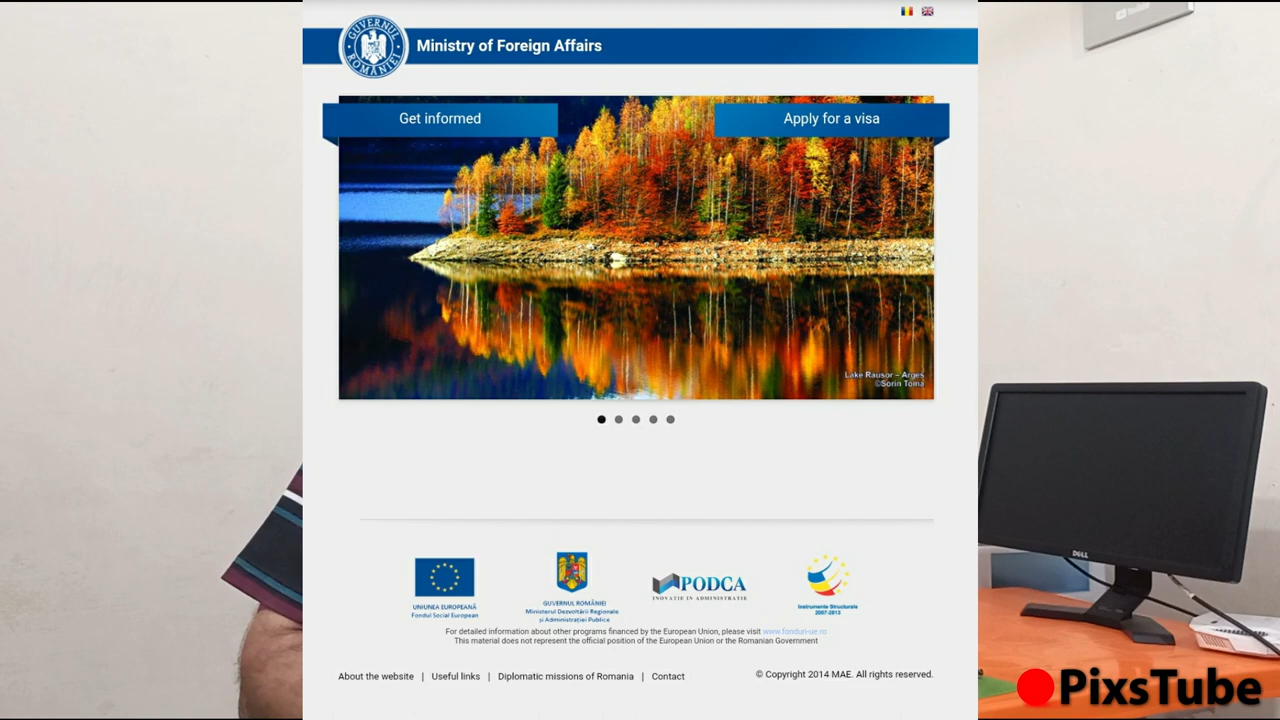 GUVERNUL ROMÂNIEI
Ministry of Foreign Affairs
Get informed
Apply for a visa
Lake Rausor – Arges
©Sorin Toma
UNIUNEA EUROPEANĂ
Fondul Social European
GUVERNUL ROMÂNIEI
Ministerul Dezvoltării Regionale
și Administrației Publice
PODCA
INOVAȚIE ÎN ADMINISTRAȚIE
Instrumente Structurale
2007-2013
For detailed information about other programs financed by the European Union, please visit www.fonduri-ue.ro
This material does not represent the official position of the European Union or the Romanian Government
About the website | Useful links | Diplomatic missions of Romania | Contact
© Copyright 2014 MAE. All rights reserved.
DELL
PixsTube